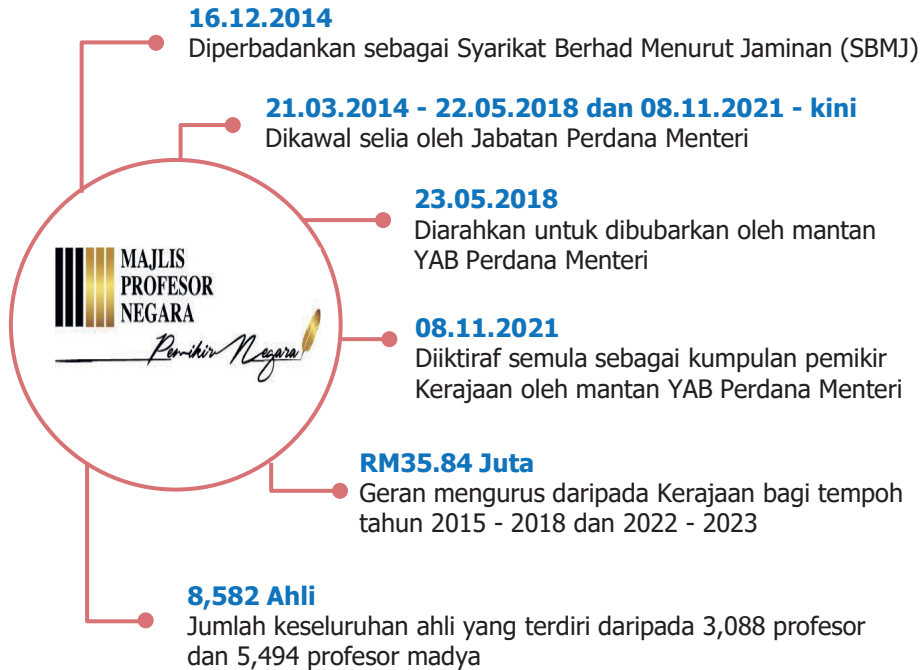 16.12.2014
Diperbadankan sebagai Syarikat Berhad Menurut Jaminan (SBMJ)
21.03.2014 - 22.05.2018 dan 08.11.2021 - kini
Dikawal selia oleh Jabatan Perdana Menteri
23.05.2018
Diarahkan untuk dibubarkan oleh mantan
YAB Perdana Menteri
MAJLIS
PROFESOR
NEGARA
Pemikir Negara
08.11.2021
Diiktiraf semula sebagai kumpulan pemikir
Kerajaan oleh mantan YAB Perdana Menteri
RM35.84 Juta
Geran mengurus daripada Kerajaan bagi tempoh
tahun 2015 - 2018 dan 2022 - 2023
8,582 Ahli
Jumlah keseluruhan ahli yang terdiri daripada 3,088 profesor
dan 5,494 profesor madya